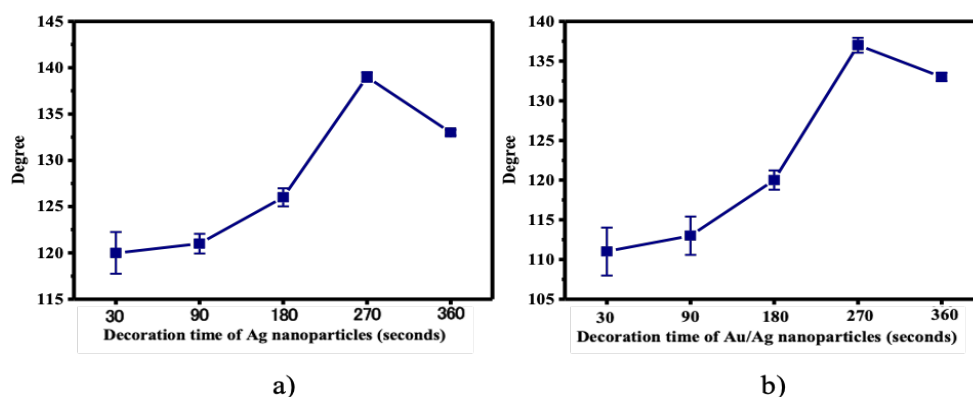 145
140
135
130
125
120
115
Degree
30 90 180 270 360
Decoration time of Ag nanoparticles (seconds)
a)
140
135
130
125
120
115
110
105
Degree
30 90 180 270 360
Decoration time of Au/Ag nanoparticles (seconds)
b)